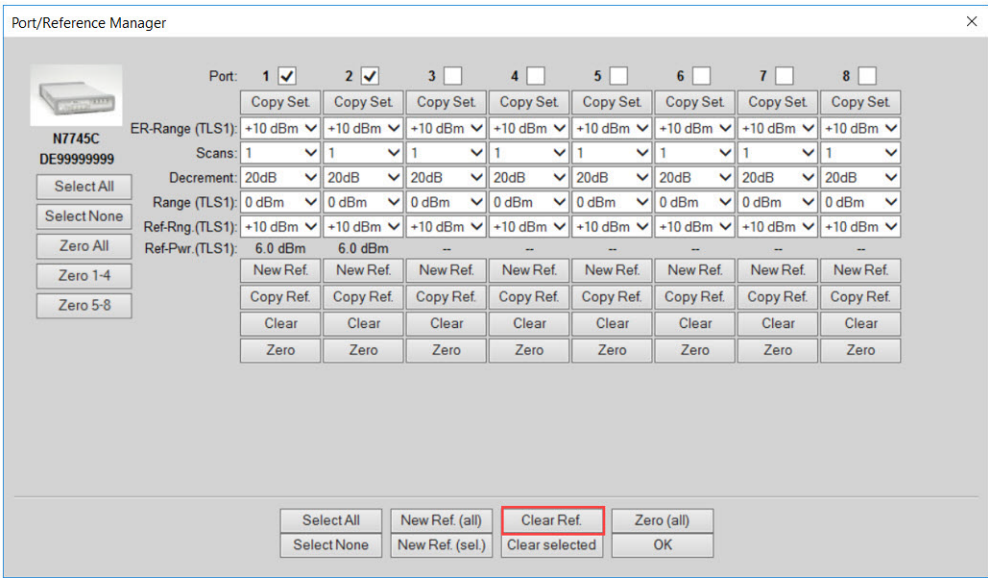 Port/Reference Manager
Port: 1 2 3 4 5 6 7 8
Copy Set. Copy Set. Copy Set. Copy Set. Copy Set. Copy Set. Copy Set. Copy Set.
N7745C
DE99999999
ER-Range (TLS1): +10 dBm +10 dBm +10 dBm +10 dBm +10 dBm +10 dBm +10 dBm +10 dBm
Scans: 1 1 1 1 1 1 1 1
Select All
Decrement: 20dB 20dB 20dB 20dB 20dB 20dB 20dB 20dB
Range (TLS1): 0 dBm 0 dBm 0 dBm 0 dBm 0 dBm 0 dBm 0 dBm 0 dBm
Select None
Ref-Rng.(TLS1): +10 dBm +10 dBm +10 dBm +10 dBm +10 dBm +10 dBm +10 dBm +10 dBm
Zero All
Ref-Pwr.(TLS1): 6.0 dBm 6.0 dBm -- -- -- -- -- --
Zero 1-4
New Ref. New Ref. New Ref. New Ref. New Ref. New Ref. New Ref. New Ref.
Zero 5-8
Copy Ref. Copy Ref. Copy Ref. Copy Ref. Copy Ref. Copy Ref. Copy Ref. Copy Ref.
Clear Clear Clear Clear Clear Clear Clear Clear
Zero Zero Zero Zero Zero Zero Zero Zero
Select All New Ref. (all) Clear Ref. Zero (all)
Select None New Ref. (sel.) Clear selected OK